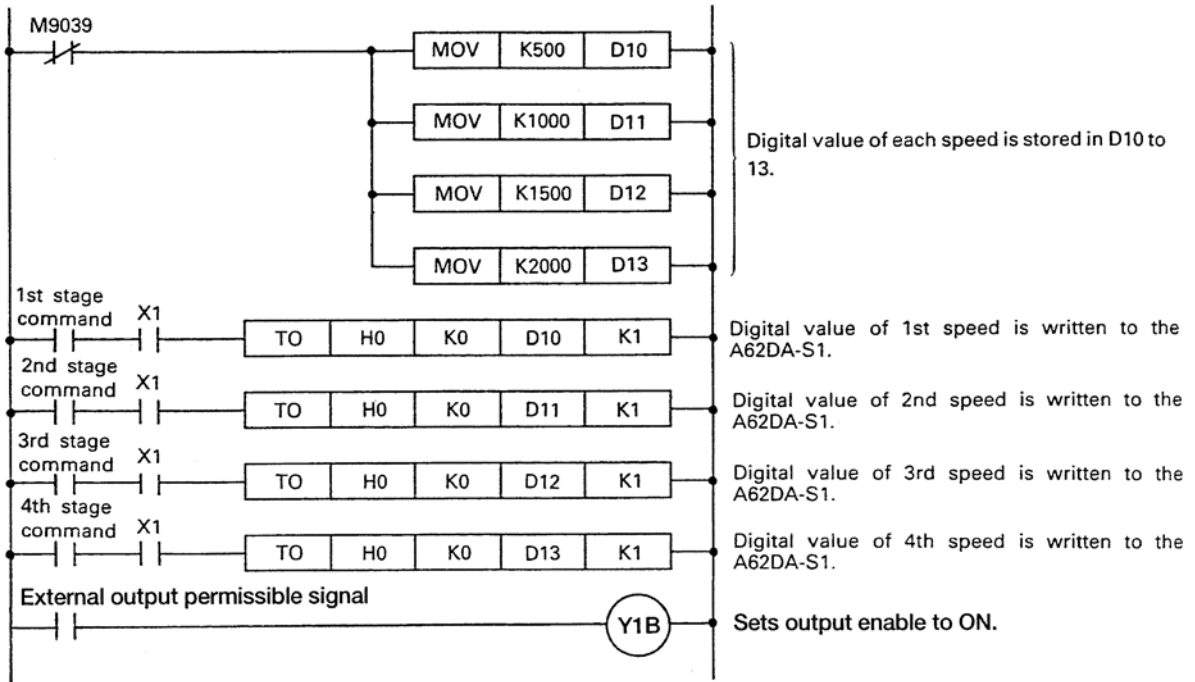 M9039
MOV K500 D10
MOV K1000 D11
Digital value of each speed is stored in D10 to
13.
MOV K1500 D12
MOV K2000 D13
1st stage
command X1
TO H0 K0 D10 K1
Digital value of 1st speed is written to the
A62DA-S1.
2nd stage
command X1
TO H0 K0 D11 K1
Digital value of 2nd speed is written to the
A62DA-S1.
3rd stage
command X1
TO H0 K0 D12 K1
Digital value of 3rd speed is written to the
A62DA-S1.
4th stage
command X1
TO H0 K0 D13 K1
Digital value of 4th speed is written to the
A62DA-S1.
External output permissible signal
Y1B
Sets output enable to ON.